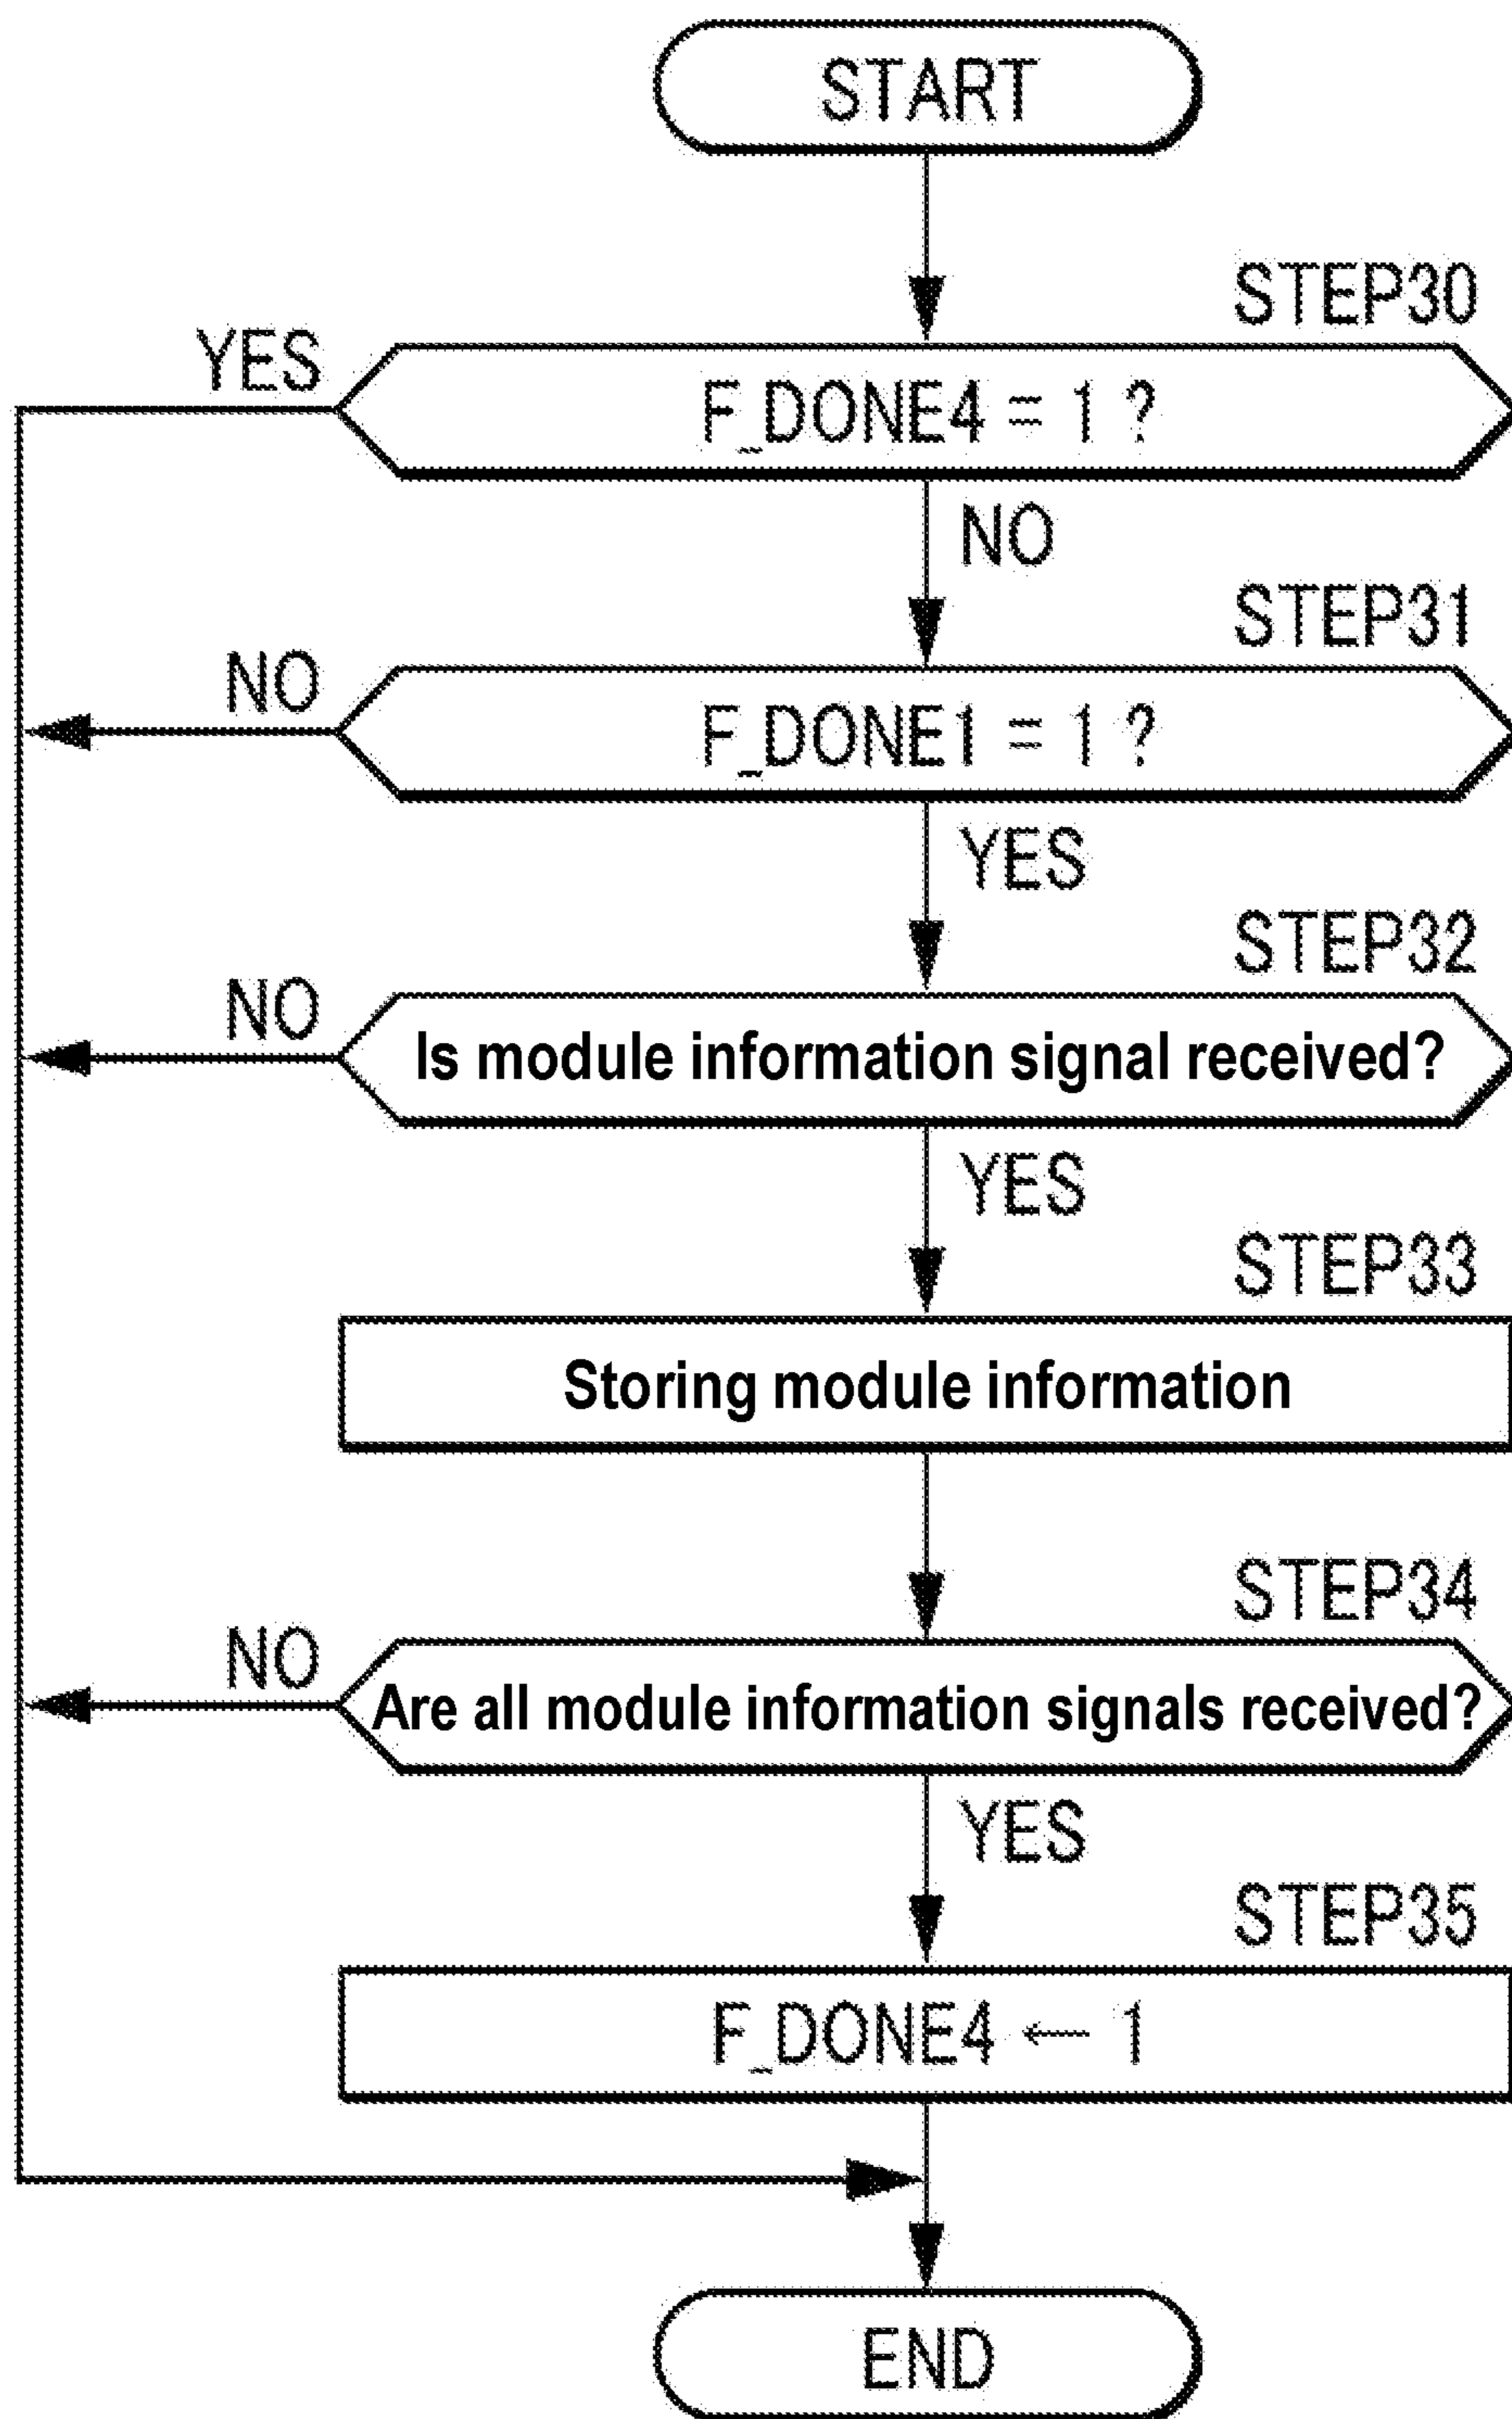 START
STEP30
YES
F_DONE4 = 1 ?
NO
STEP31
NO
F_DONE1 = 1 ?
YES
STEP32
NO
Is module information signal received?
YES
STEP33
Storing module information
STEP34
NO
Are all module information signals received?
YES
STEP35
F_DONE4 ← 1
END